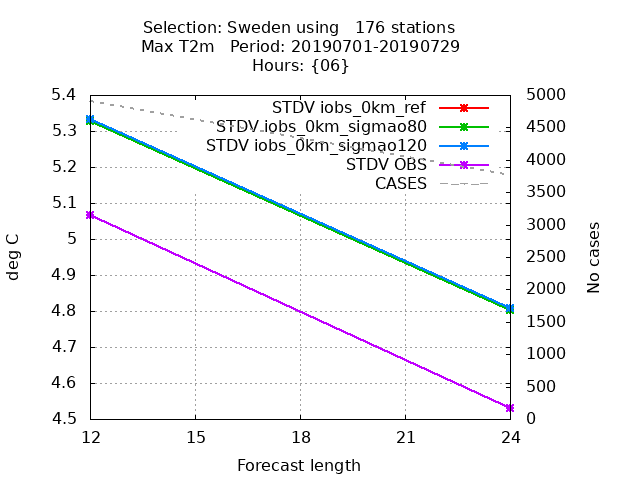 Selection: Sweden using   176 stations
Max T2m   Period: 20190701-20190729
Hours: {06}
STDV iobs_0km_ref
STDV iobs_0km_sigmao80
STDV iobs_0km_sigmao120
STDV OBS
CASES
deg C
5.4
5.3
5.2
5.1
5
4.9
4.8
4.7
4.6
4.5
5000
4500
4000
3500
3000
2500
2000
1500
1000
500
0
No cases
12 15 18 21 24
Forecast length